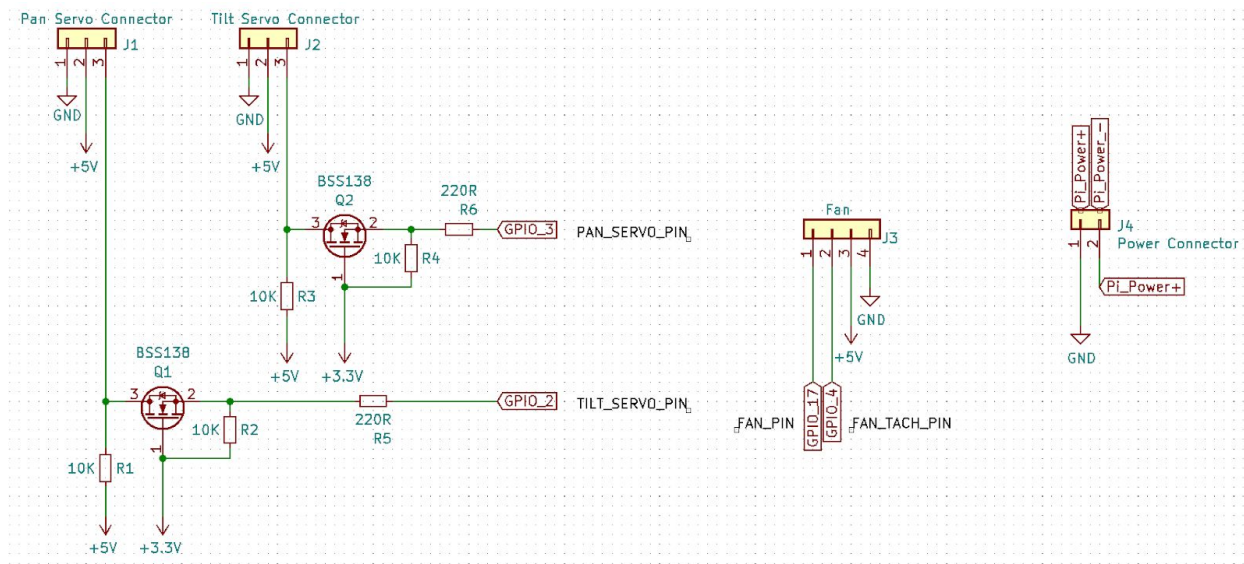 Pan Servo Connector
J1
1
2
3
GND
+5V
Tilt Servo Connector
J2
1
2
3
GND
+5V
BSS138
Q2
3
2
1
220R
R6
GPIO_3
PAN_SERVO_PIN
10K
R4
10K
R3
+5V
+3.3V
BSS138
Q1
3
2
1
220R
R5
GPIO_2
TILT_SERVO_PIN
10K
R2
10K
R1
+5V
+3.3V
Fan
J3
1
2
3
4
GND
+5V
GPIO_17
GPIO_4
FAN_PIN
FAN_TACH_PIN
Pi_Power+
Pi_Power_-
J4
Power Connector
1
2
Pi_Power+
GND